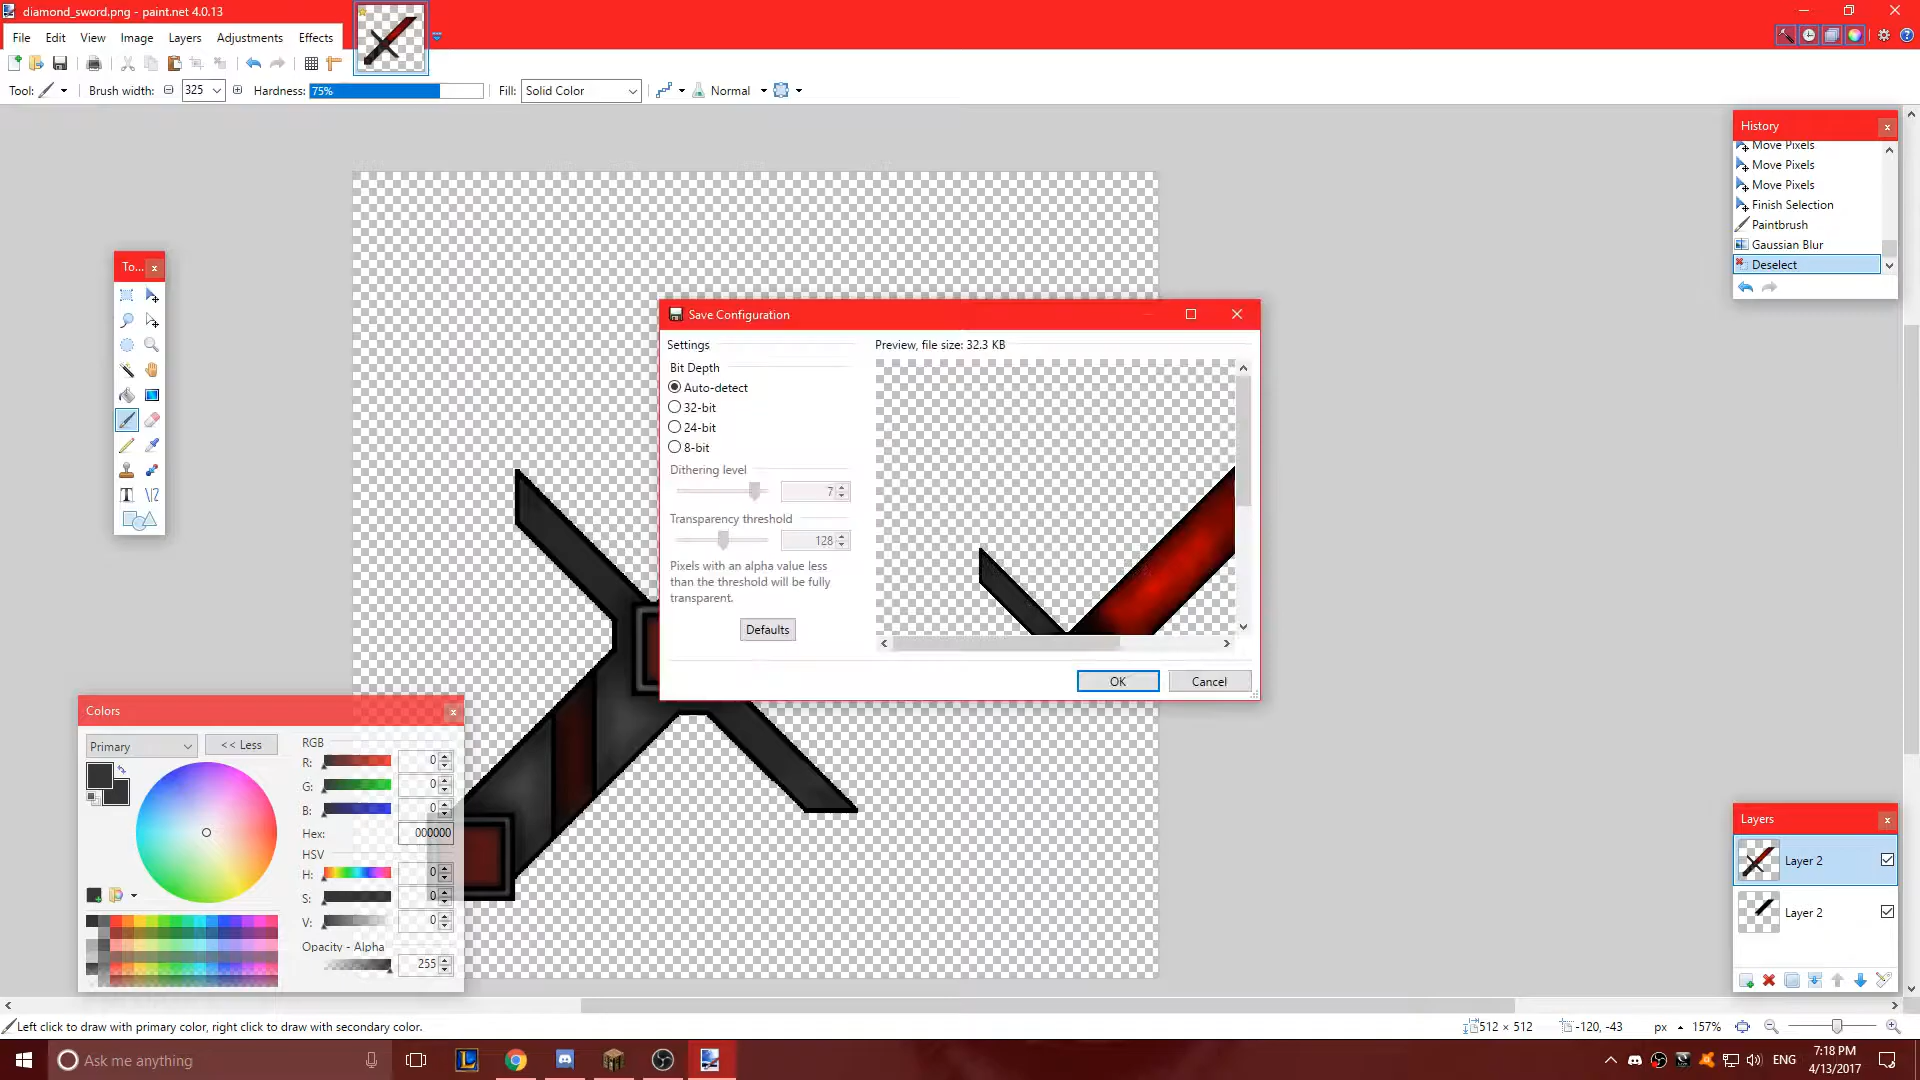 diamond_sword.png - paint.net 4.0.13
File Edit View Image Layers Adjustments Effects
Tool: Brush width: 325 Hardness: 75% Fill: Solid Color Normal
History
Move Pixels
Move Pixels
Move Pixels
Finish Selection
Paintbrush
Gaussian Blur
Deselect
To...
Save Configuration
Settings
Bit Depth
Auto-detect
32-bit
24-bit
8-bit
Dithering level
7
Transparency threshold
128
Pixels with an alpha value less
than the threshold will be fully
transparent.
Defaults
Preview, file size: 32.3 KB
OK Cancel
Colors
Primary
<< Less
RGB
R: 0
G: 0
B: 0
Hex: 000000
HSV
H: 0
S: 0
V: 0
Opacity - Alpha
255
Layers
Layer 2
Layer 2
Left click to draw with primary color, right click to draw with secondary color.
512 × 512 -120, -43 px 157%
Ask me anything
ENG
7:18 PM
4/13/2017